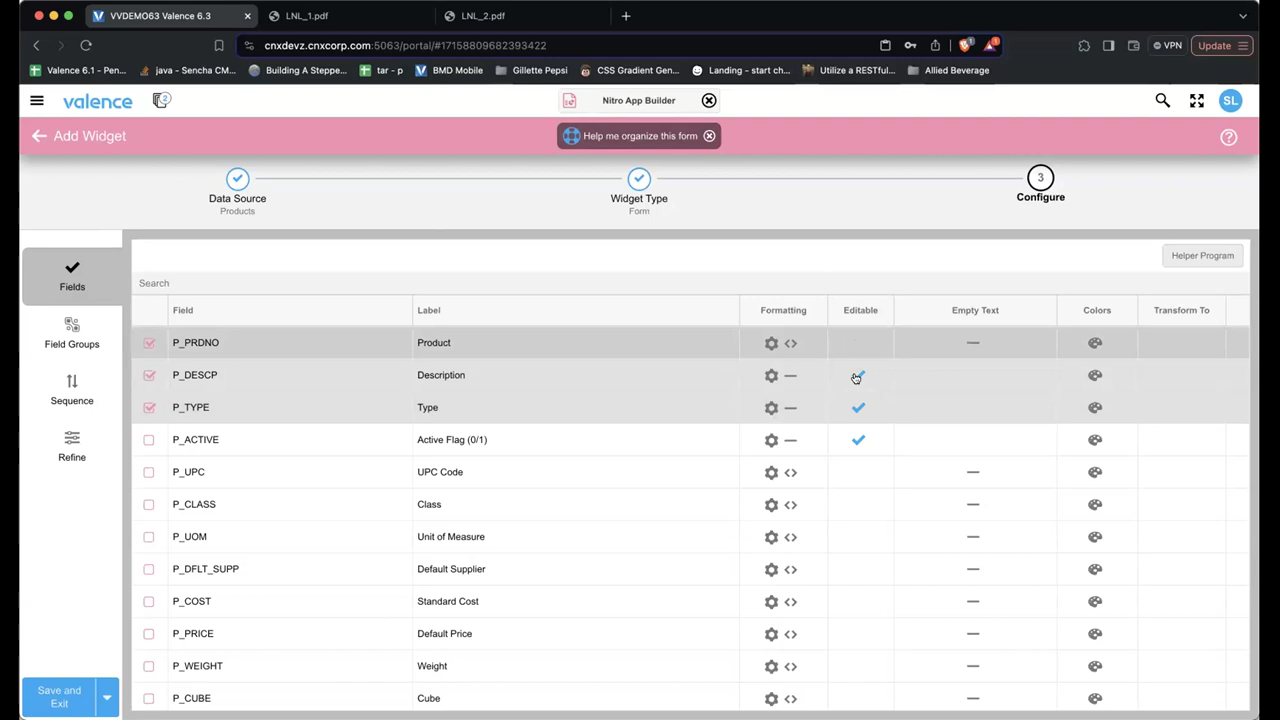 VVDEMO63 Valence 6.3
LNL_1.pdf
LNL_2.pdf
cnxdevz.cnxcorp.com:5063/portal/#17158809682393422
1
1
VPN
Update
Valence 6.1 - Pen...
java - Sencha CM...
Building A Steppe...
tar - p
BMD Mobile
Gillette Pepsi
CSS Gradient Gen...
Landing - start ch...
Utilize a RESTful...
Allied Beverage
valence
2
Nitro App Builder
SL
Add Widget
Help me organize this form
Data Source
Products
Widget Type
Form
3
Configure
Fields
Field Groups
Sequence
Refine
Save and
Exit
Helper Program
Search
Field Label Formatting Editable Empty Text Colors Transform To
P_PRDNO Product
P_DESCP Description
P_TYPE Type
P_ACTIVE Active Flag (0/1)
P_UPC UPC Code
P_CLASS Class
P_UOM Unit of Measure
P_DFLT_SUPP Default Supplier
P_COST Standard Cost
P_PRICE Default Price
P_WEIGHT Weight
P_CUBE Cube